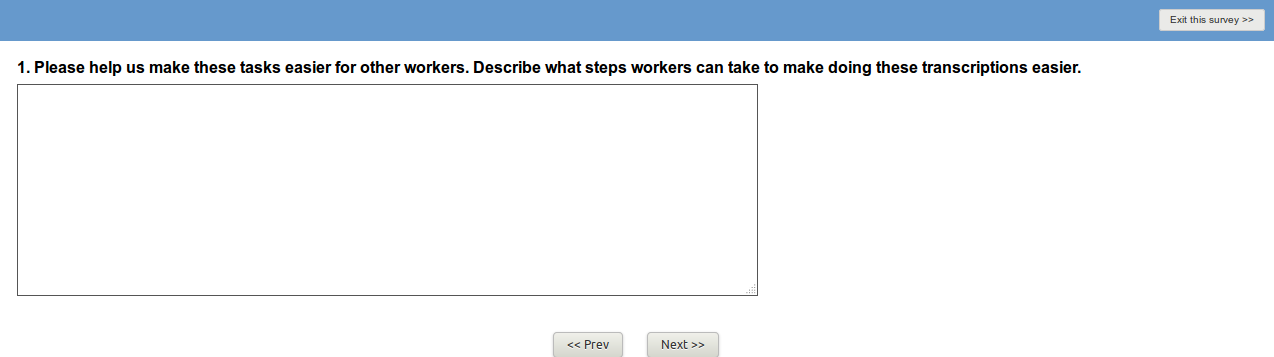 Exit this survey >>
1. Please help us make these tasks easier for other workers. Describe what steps workers can take to make doing these transcriptions easier.
<< Prev
Next >>